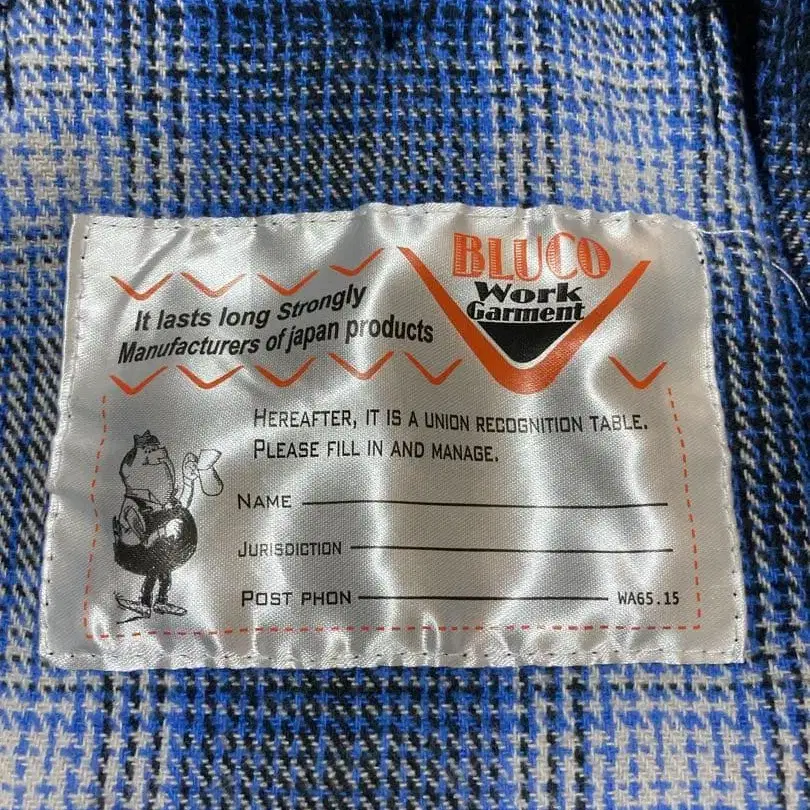 BLUCO
Work
Garment
It lasts long Strongly
Manufacturers of japan products
HEREAFTER, IT IS A UNION RECOGNITION TABLE.
PLEASE FILL IN AND MANAGE.
NAME
JURISDICTION
POST PHON
WA65.15